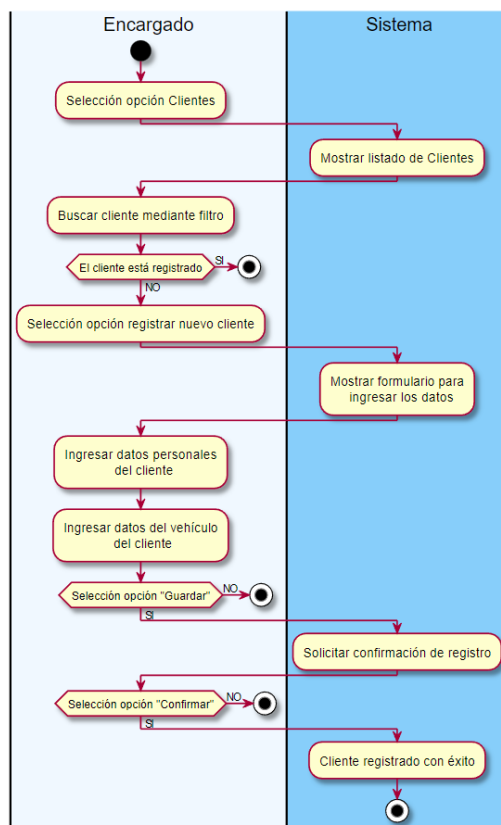 Encargado
Sistema
Selección opción Clientes
Mostrar listado de Clientes
Buscar cliente mediante filtro
El cliente está registrado
SI
NO
Selección opción registrar nuevo cliente
Mostrar formulario para
ingresar los datos
Ingresar datos personales
del cliente
Ingresar datos del vehículo
del cliente
Selección opción "Guardar"
NO
SI
Solicitar confirmación de registro
Selección opción "Confirmar"
NO
SI
Cliente registrado con éxito